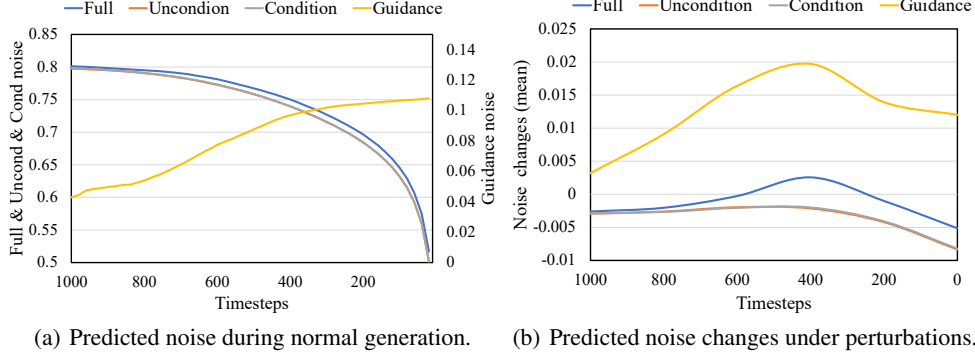 Full Uncondion Condition Guidance
0.85
0.8
0.75
0.7
0.65
0.6
0.55
0.5
Full & Uncond & Cond noise
0.14
0.12
0.1
0.08
0.06
0.04
0.02
0
Guidance noise
1000 800 600 400 200
Timesteps
(a) Predicted noise during normal generation.
Full Uncondition Condition Guidance
0.025
0.02
0.015
0.01
0.005
0
-0.005
-0.01
Noise changes (mean)
1000 800 600 400 200 0
Timesteps
(b) Predicted noise changes under perturbations.